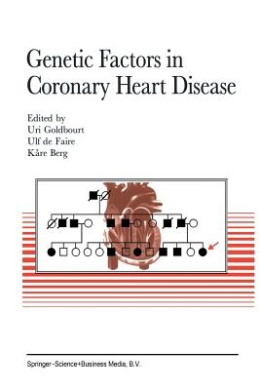 Genetic Factors in
Coronary Heart Disease
Edited by
Uri Goldbourt
Ulf de Faire
Kåre Berg
Springer-Science+Business Media, B.V.